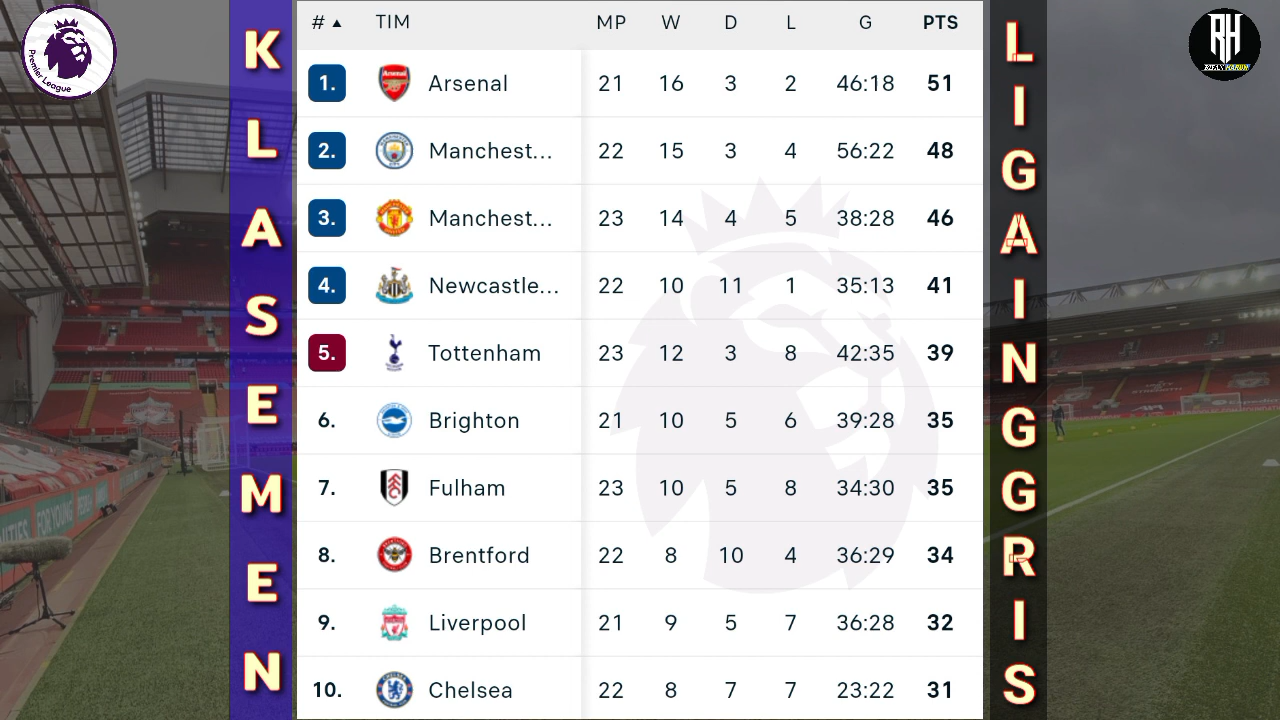 Premier League
KLASEMEN
# ▲ TIM MP W D L G PTS
1. Arsenal 21 16 3 2 46:18 51
2. Manchest... 22 15 3 4 56:22 48
3. Manchest... 23 14 4 5 38:28 46
4. Newcastle... 22 10 11 1 35:13 41
5. Tottenham 23 12 3 8 42:35 39
6. Brighton 21 10 5 6 39:28 35
7. Fulham 23 10 5 8 34:30 35
8. Brentford 22 8 10 4 36:29 34
9. Liverpool 21 9 5 7 36:28 32
10. Chelsea 22 8 7 7 23:22 31
LIGAINGGRIS
RH
FOR YOUNG